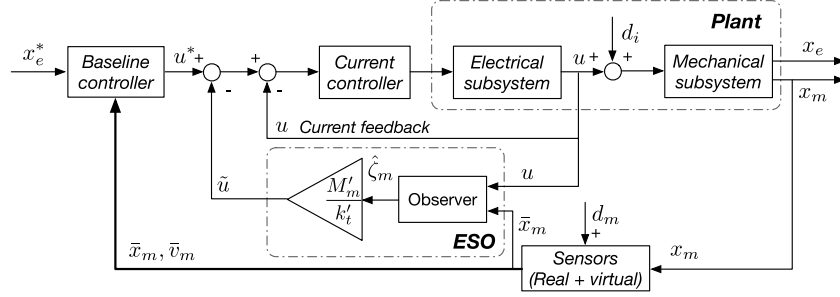 Plant
x_e^*
Baseline
controller
u^*
+
-
+
-
Current
controller
Electrical
subsystem
u
+
d_i
+
Mechanical
subsystem
x_e
x_m
u Current feedback
ũ
M'_m
k'_t
ζ̂_m
Observer
u
x̄_m
ESO
x̄_m, v̄_m
d_m
+
Sensors
(Real + virtual)
x_m